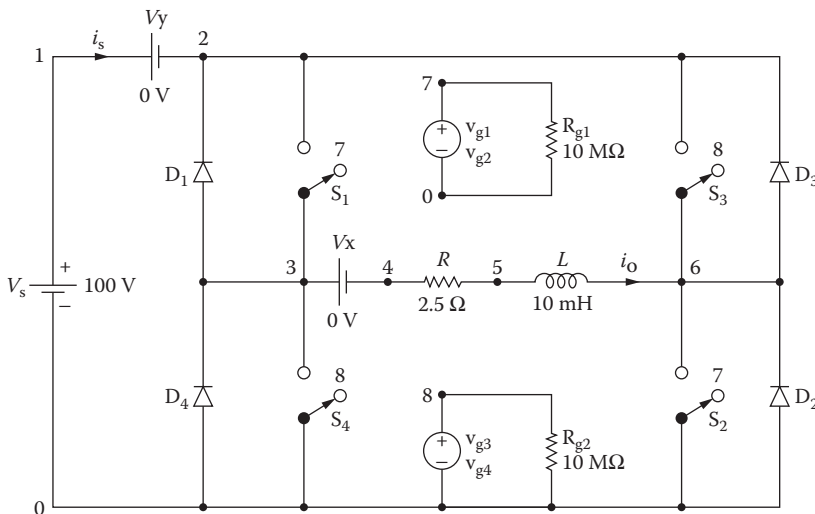 Vy
1
i_s
2
0 V
7
+
−
v_g1
v_g2
R_g1
10 MΩ
0
D_1
7
S_1
8
S_3
D_3
V_s
+
−
100 V
3
Vx
4
R
5
L
i_o
6
0 V
2.5 Ω
10 mH
D_4
8
S_4
8
+
−
v_g3
v_g4
R_g2
10 MΩ
7
S_2
D_2
0